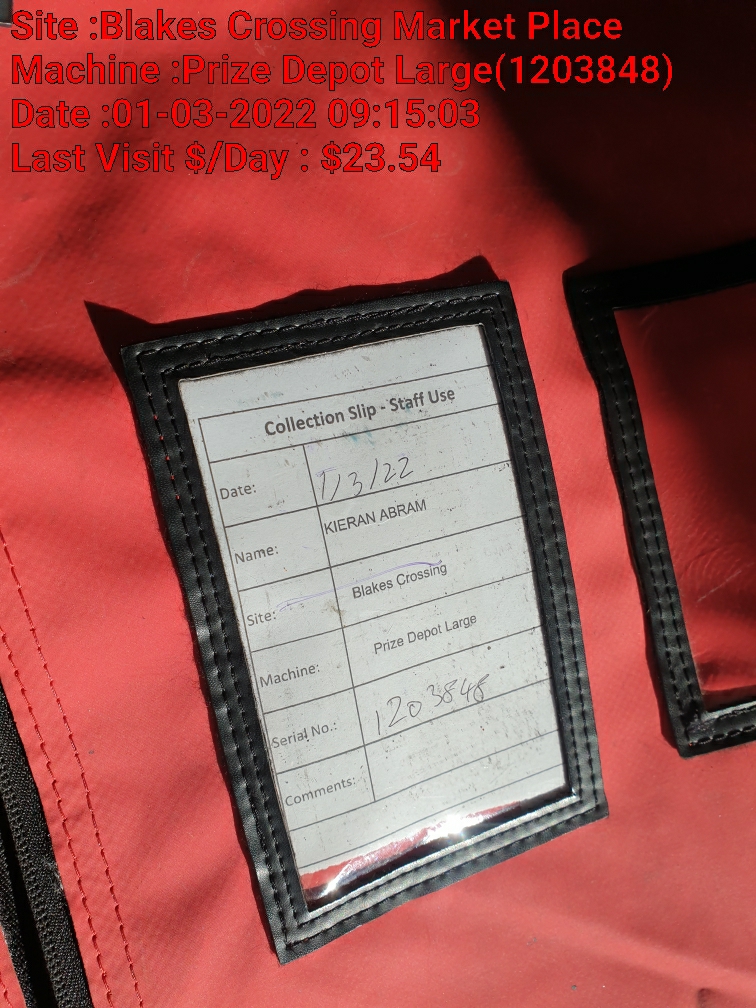 Site :Blakes Crossing Market Place
Machine :Prize Depot Large(1203848)
Date :01-03-2022 09:15:03
Last Visit $/Day : $23.54
Collection Slip - Staff Use
Date: 1/3/22
Name: KIERAN ABRAM
Site: Blakes Crossing
Machine: Prize Depot Large
Serial No.: 1203848
Comments: